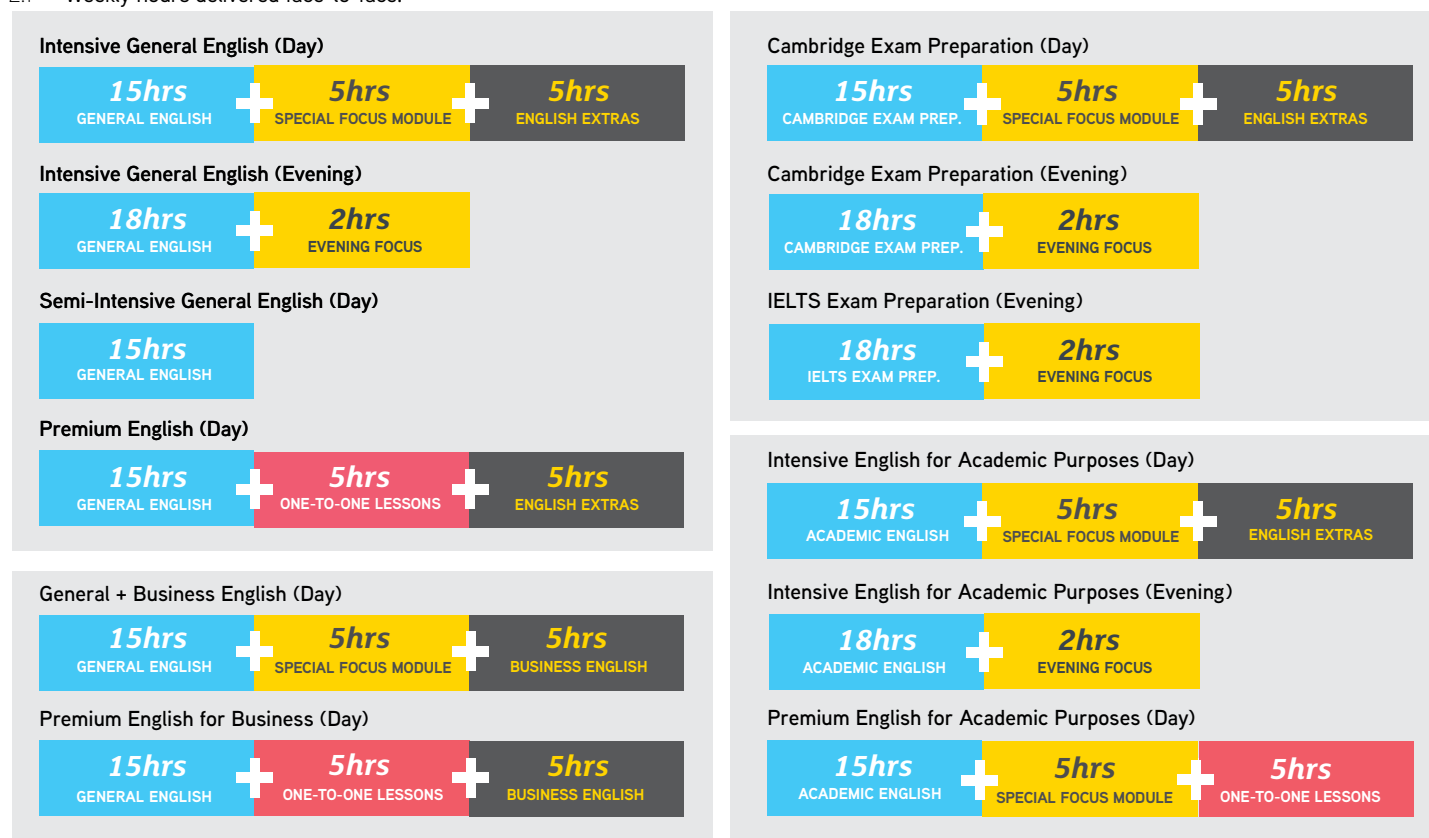 Weekly hours delivered face-to-face.
Intensive General English (Day)
15hrs
GENERAL ENGLISH
5hrs
SPECIAL FOCUS MODULE
5hrs
ENGLISH EXTRAS
Intensive General English (Evening)
18hrs
GENERAL ENGLISH
2hrs
EVENING FOCUS
Semi-Intensive General English (Day)
15hrs
GENERAL ENGLISH
Premium English (Day)
15hrs
GENERAL ENGLISH
5hrs
ONE-TO-ONE LESSONS
5hrs
ENGLISH EXTRAS
General + Business English (Day)
15hrs
GENERAL ENGLISH
5hrs
SPECIAL FOCUS MODULE
5hrs
BUSINESS ENGLISH
Premium English for Business (Day)
15hrs
GENERAL ENGLISH
5hrs
ONE-TO-ONE LESSONS
5hrs
BUSINESS ENGLISH
Cambridge Exam Preparation (Day)
15hrs
CAMBRIDGE EXAM PREP.
5hrs
SPECIAL FOCUS MODULE
5hrs
ENGLISH EXTRAS
Cambridge Exam Preparation (Evening)
18hrs
CAMBRIDGE EXAM PREP.
2hrs
EVENING FOCUS
IELTS Exam Preparation (Evening)
18hrs
IELTS EXAM PREP.
2hrs
EVENING FOCUS
Intensive English for Academic Purposes (Day)
15hrs
ACADEMIC ENGLISH
5hrs
SPECIAL FOCUS MODULE
5hrs
ENGLISH EXTRAS
Intensive English for Academic Purposes (Evening)
18hrs
ACADEMIC ENGLISH
2hrs
EVENING FOCUS
Premium English for Academic Purposes (Day)
15hrs
ACADEMIC ENGLISH
5hrs
SPECIAL FOCUS MODULE
5hrs
ONE-TO-ONE LESSONS